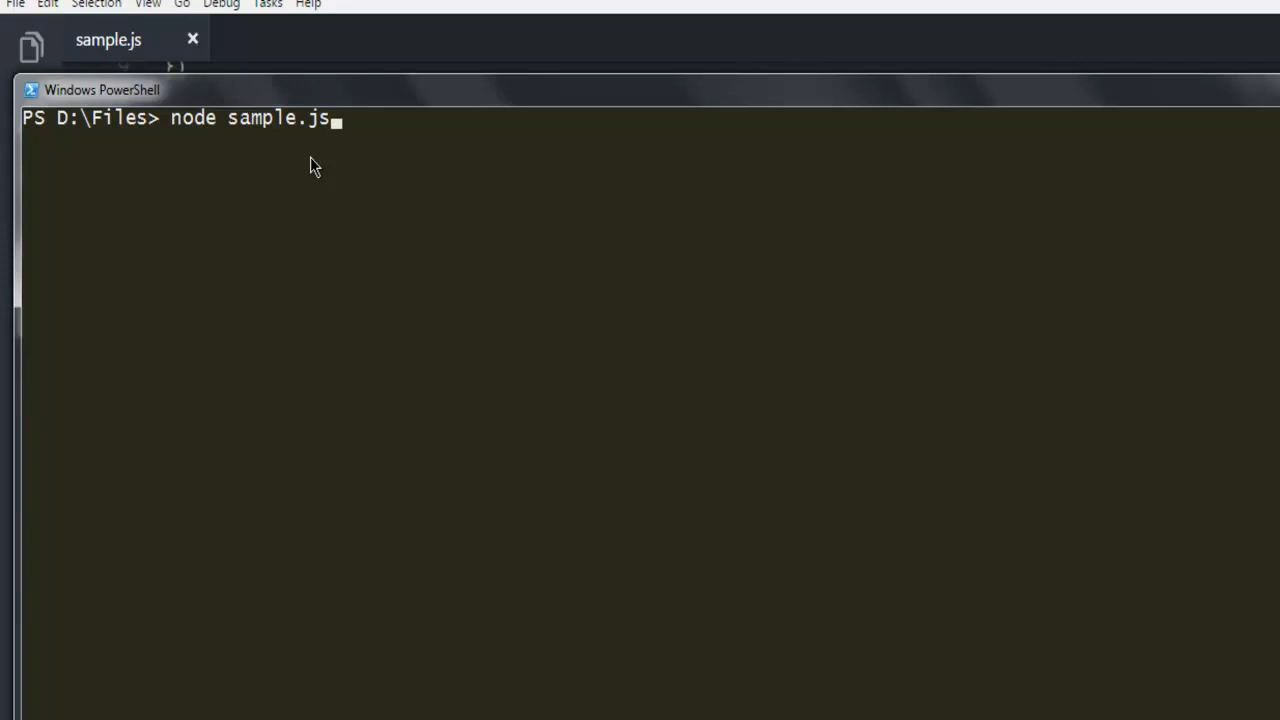 File Edit Selection View Go Debug Tasks Help
sample.js
Windows PowerShell
PS D:\Files> node sample.js